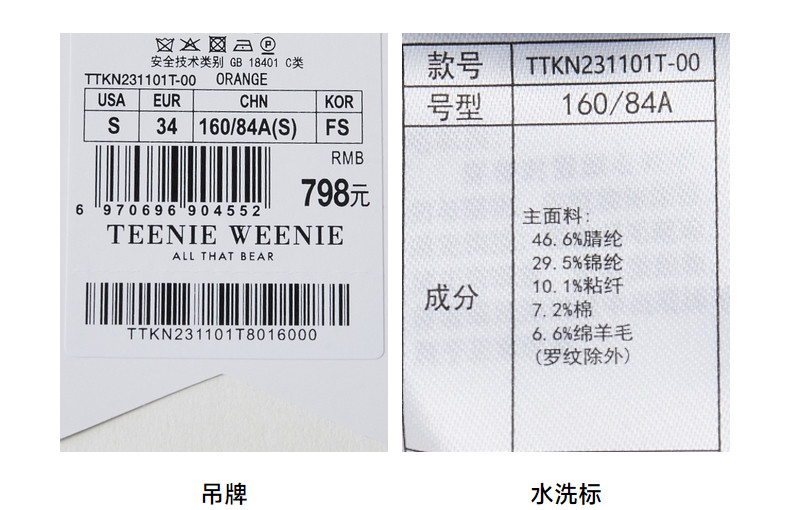 安全技术类别 GB 18401 C类
TTKN231101T-00 ORANGE
USA EUR CHN KOR
S 34 160/84A(S) FS
RMB
798元
6 970696 904552
TEENIE WEENIE
ALL THAT BEAR
TTKN231101T8016000
款号 TTKN231101T-00
号型 160/84A
成分
主面料:
46.6%腈纶
29.5%锦纶
10.1%粘纤
7.2%棉
6.6%绵羊毛
(罗纹除外)
吊牌
水洗标